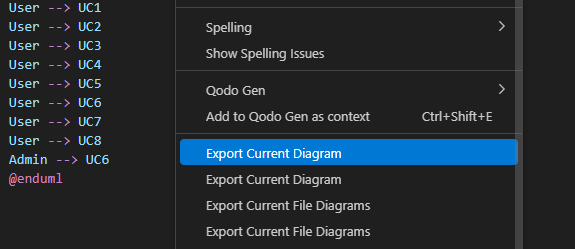 User --> UC1
User --> UC2
User --> UC3
User --> UC4
User --> UC5
User --> UC6
User --> UC7
User --> UC8
Admin --> UC6
@enduml
Spelling
Show Spelling Issues
Qodo Gen
Add to Qodo Gen as context Ctrl+Shift+E
Export Current Diagram
Export Current Diagram
Export Current File Diagrams
Export Current File Diagrams